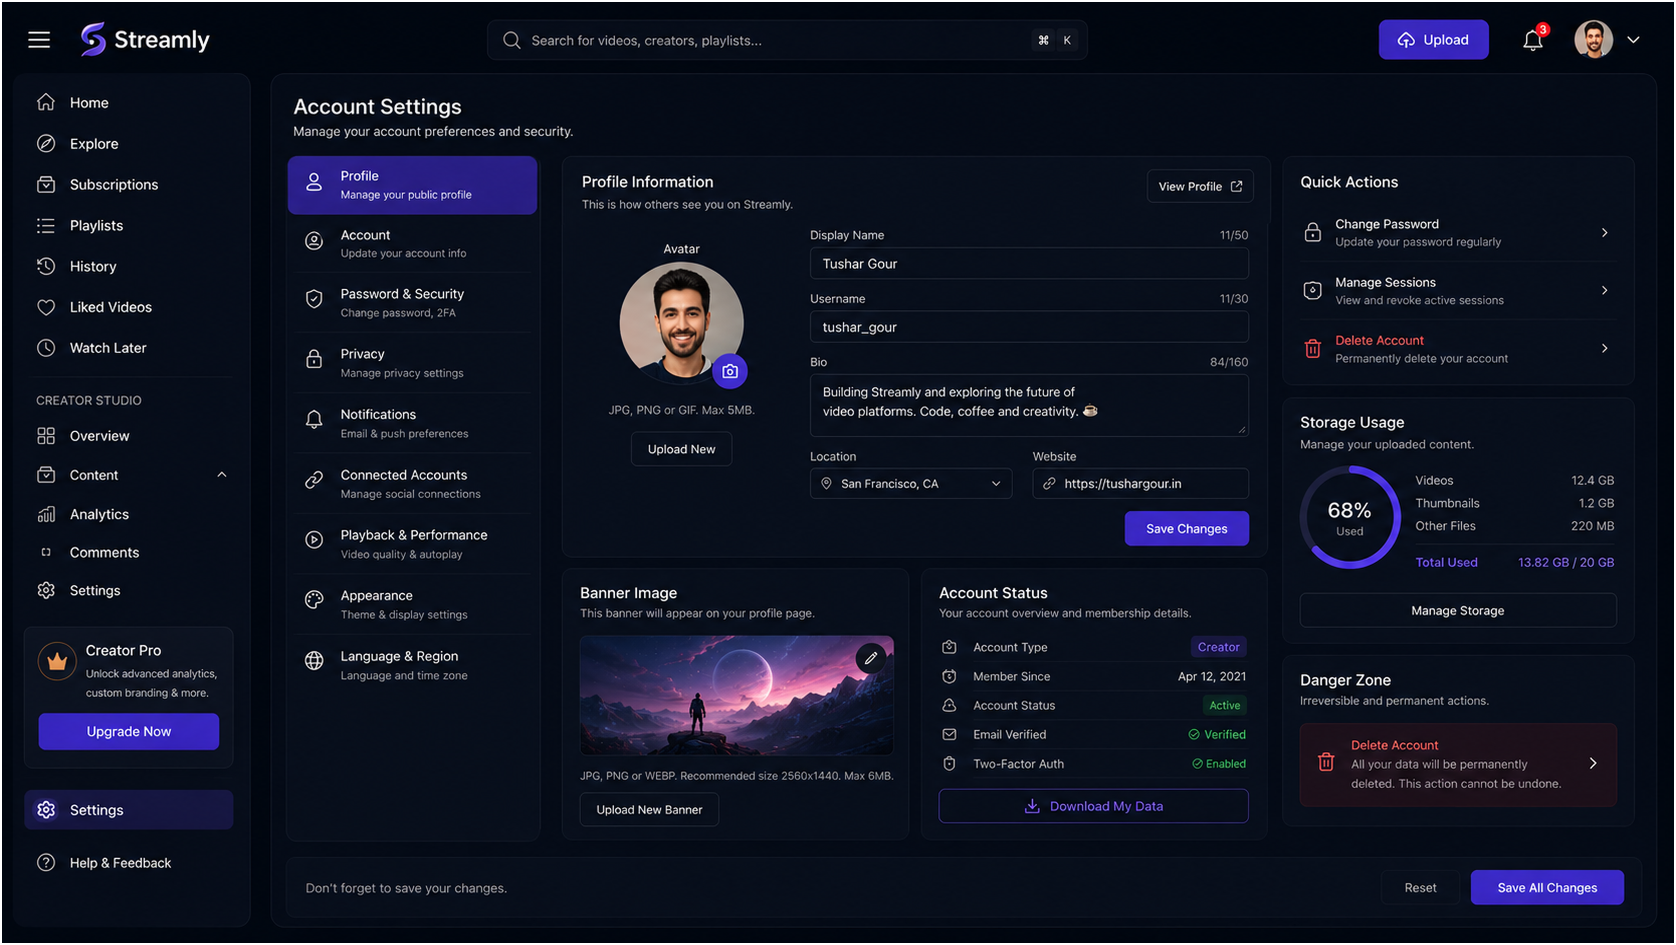 Streamly
Search for videos, creators, playlists...
⌘ K
Upload
3
Home
Explore
Subscriptions
Playlists
History
Liked Videos
Watch Later
CREATOR STUDIO
Overview
Content
Analytics
Comments
Settings
Creator Pro
Unlock advanced analytics,
custom branding & more.
Upgrade Now
Settings
Help & Feedback
Account Settings
Manage your account preferences and security.
Profile
Manage your public profile
Account
Update your account info
Password & Security
Change password, 2FA
Privacy
Manage privacy settings
Notifications
Email & push preferences
Connected Accounts
Manage social connections
Playback & Performance
Video quality & autoplay
Appearance
Theme & display settings
Language & Region
Language and time zone
Profile Information
This is how others see you on Streamly.
View Profile
Avatar
JPG, PNG or GIF. Max 5MB.
Upload New
Display Name 11/50
Tushar Gour
Username 11/30
tushar_gour
Bio 84/160
Building Streamly and exploring the future of
video platforms. Code, coffee and creativity. ☕
Location
San Francisco, CA
Website
https://tushargour.in
Save Changes
Banner Image
This banner will appear on your profile page.
JPG, PNG or WEBP. Recommended size 2560x1440. Max 6MB.
Upload New Banner
Account Status
Your account overview and membership details.
Account Type Creator
Member Since Apr 12, 2021
Account Status Active
Email Verified Verified
Two-Factor Auth Enabled
Download My Data
Quick Actions
Change Password
Update your password regularly
Manage Sessions
View and revoke active sessions
Delete Account
Permanently delete your account
Storage Usage
Manage your uploaded content.
68%
Used
Videos 12.4 GB
Thumbnails 1.2 GB
Other Files 220 MB
Total Used 13.82 GB / 20 GB
Manage Storage
Danger Zone
Irreversible and permanent actions.
Delete Account
All your data will be permanently
deleted. This action cannot be undone.
Don't forget to save your changes.
Reset
Save All Changes